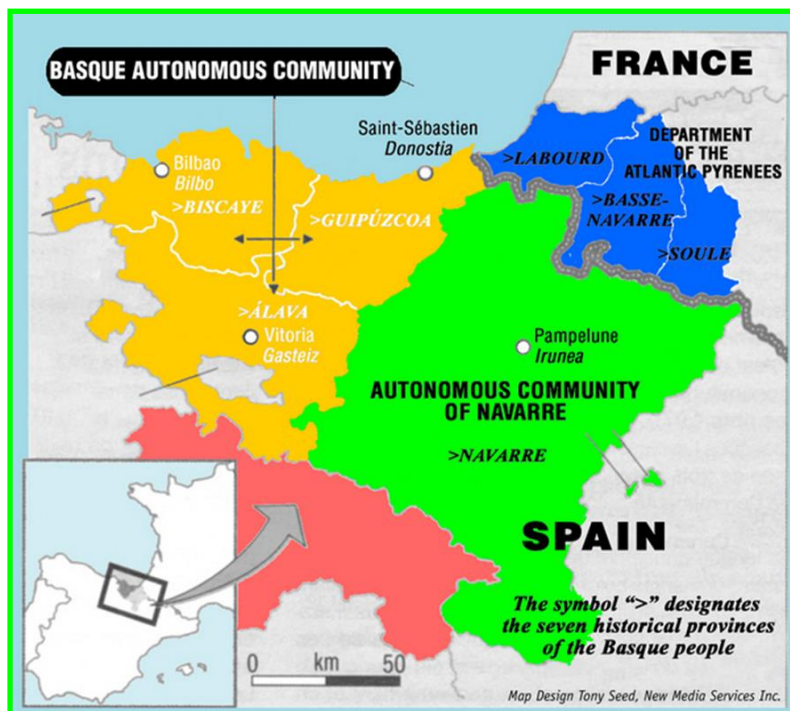 BASQUE AUTONOMOUS COMMUNITY
FRANCE
Saint-Sébastien
Donostia
>LABOURD
DEPARTMENT
OF THE
ATLANTIC PYRENEES
Bilbao
Bilbo
>BISCAYE
>GUIPÚZCOA
>BASSE-
NAVARRE
>SOULE
>ÁLAVA
Vitoria
Gasteiz
Pampelune
Irunea
AUTONOMOUS COMMUNITY
OF NAVARRE
>NAVARRE
SPAIN
The symbol “>” designates
the seven historical provinces
of the Basque people
0 km 50
Map Design Tony Seed, New Media Services Inc.